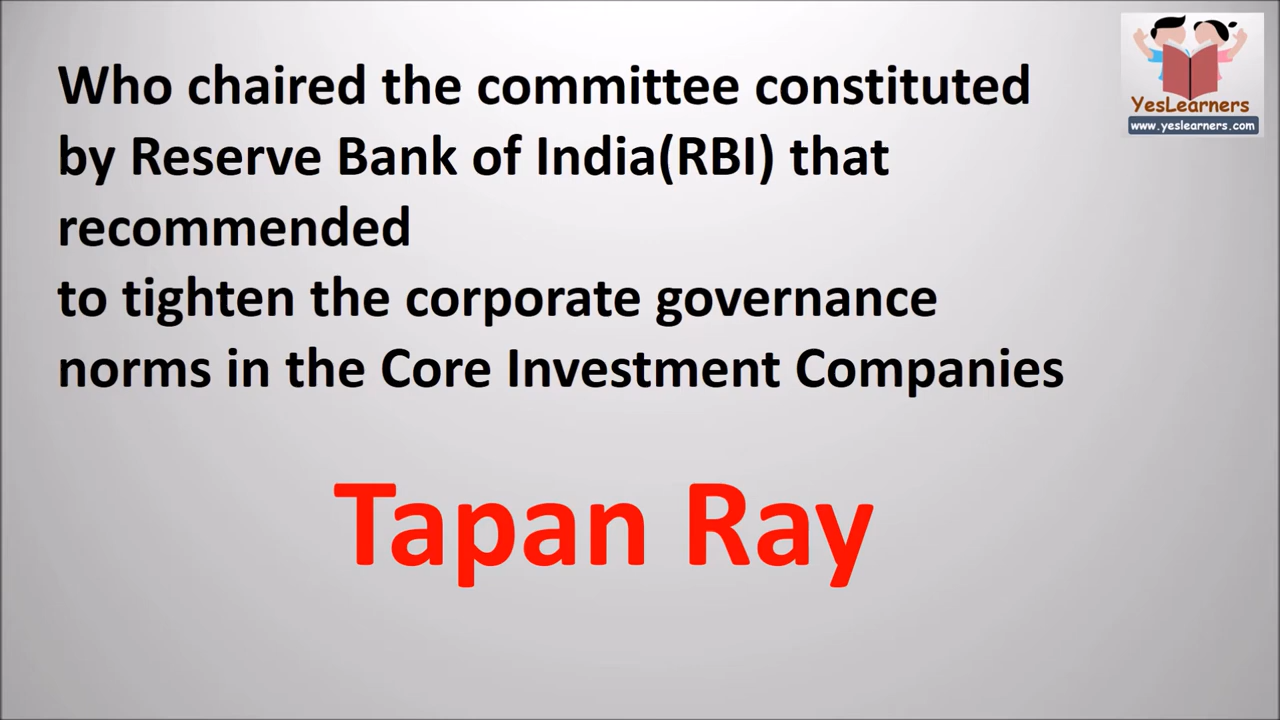 Who chaired the committee constituted
by Reserve Bank of India(RBI) that
recommended
to tighten the corporate governance
norms in the Core Investment Companies
Tapan Ray
YesLearners
www.yeslearners.com